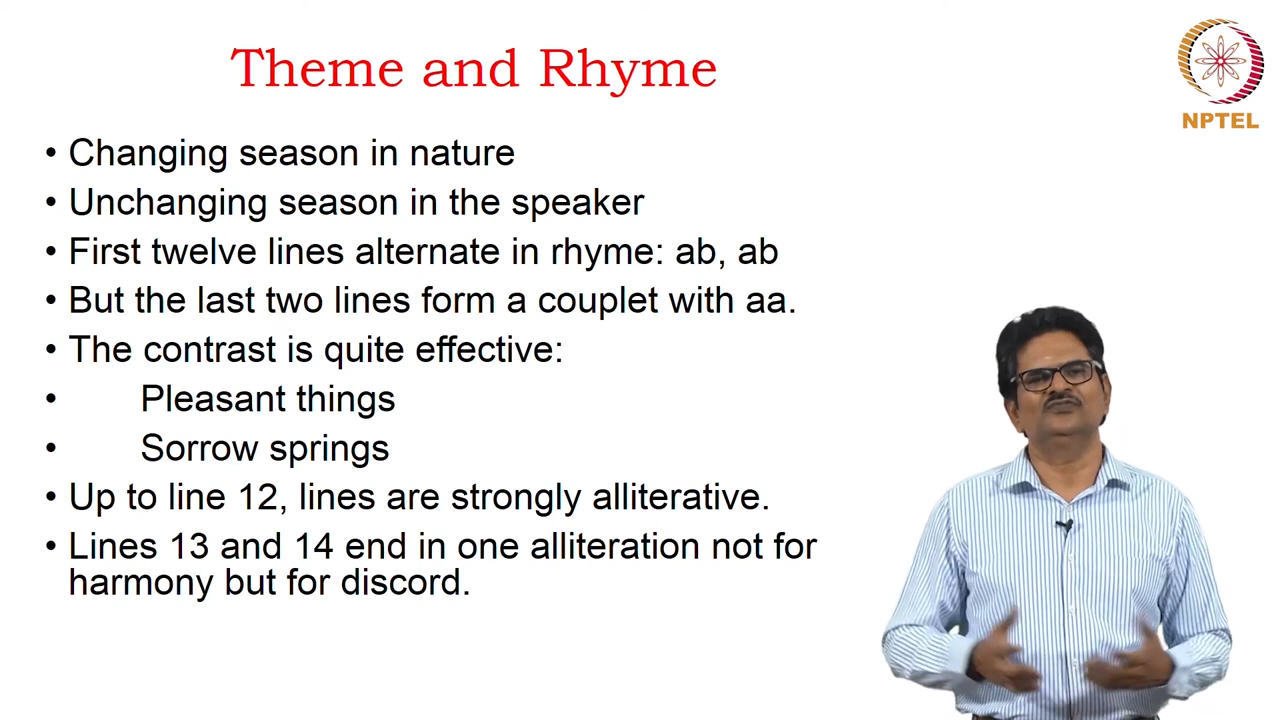 Theme and Rhyme
NPTEL
• Changing season in nature
• Unchanging season in the speaker
• First twelve lines alternate in rhyme: ab, ab
• But the last two lines form a couplet with aa.
• The contrast is quite effective:
• Pleasant things
• Sorrow springs
• Up to line 12, lines are strongly alliterative.
• Lines 13 and 14 end in one alliteration not for
harmony but for discord.